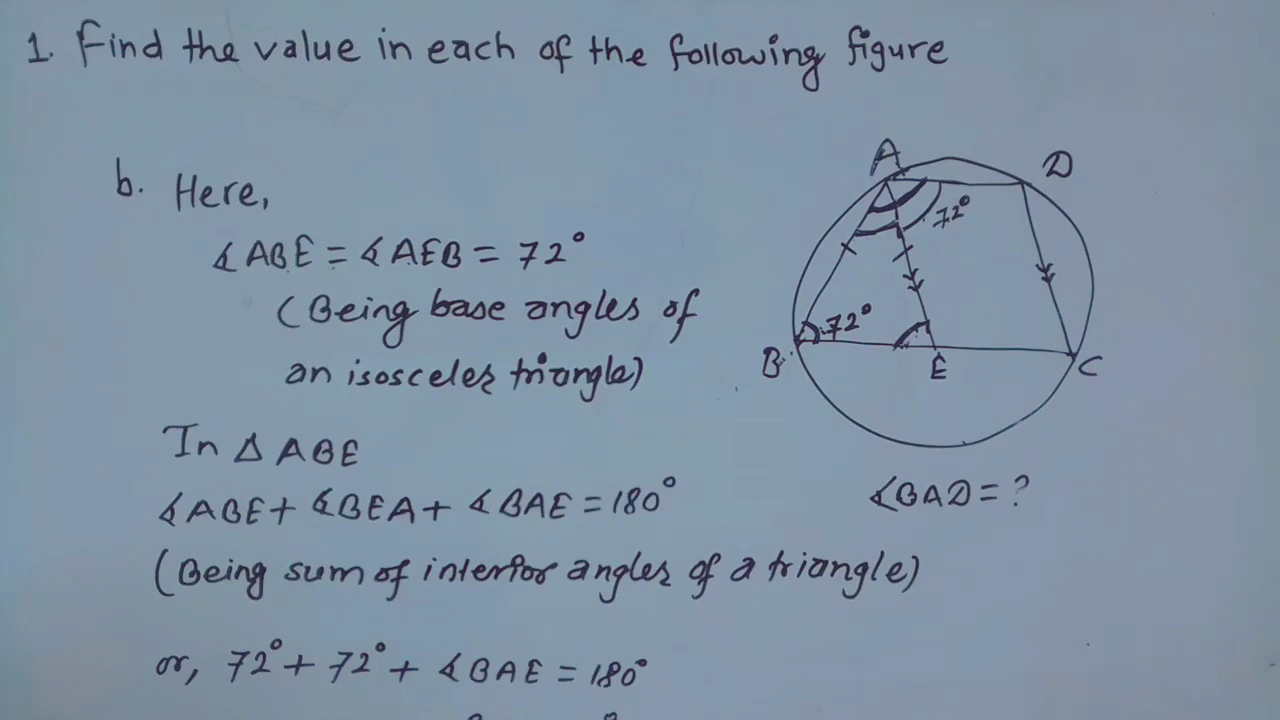 1. Find the value in each of the following figure
b. Here,
∡ABE = ∡AEB = 72°
(Being base angles of
an isosceles triangle)
In △ ABE
∡ABE + ∡BEA + ∡BAE = 180°
(Being sum of interior angles of a triangle)
or, 72° + 72° + ∡BAE = 180°
A
D
72°
72°
B
E
C
∡BAD = ?